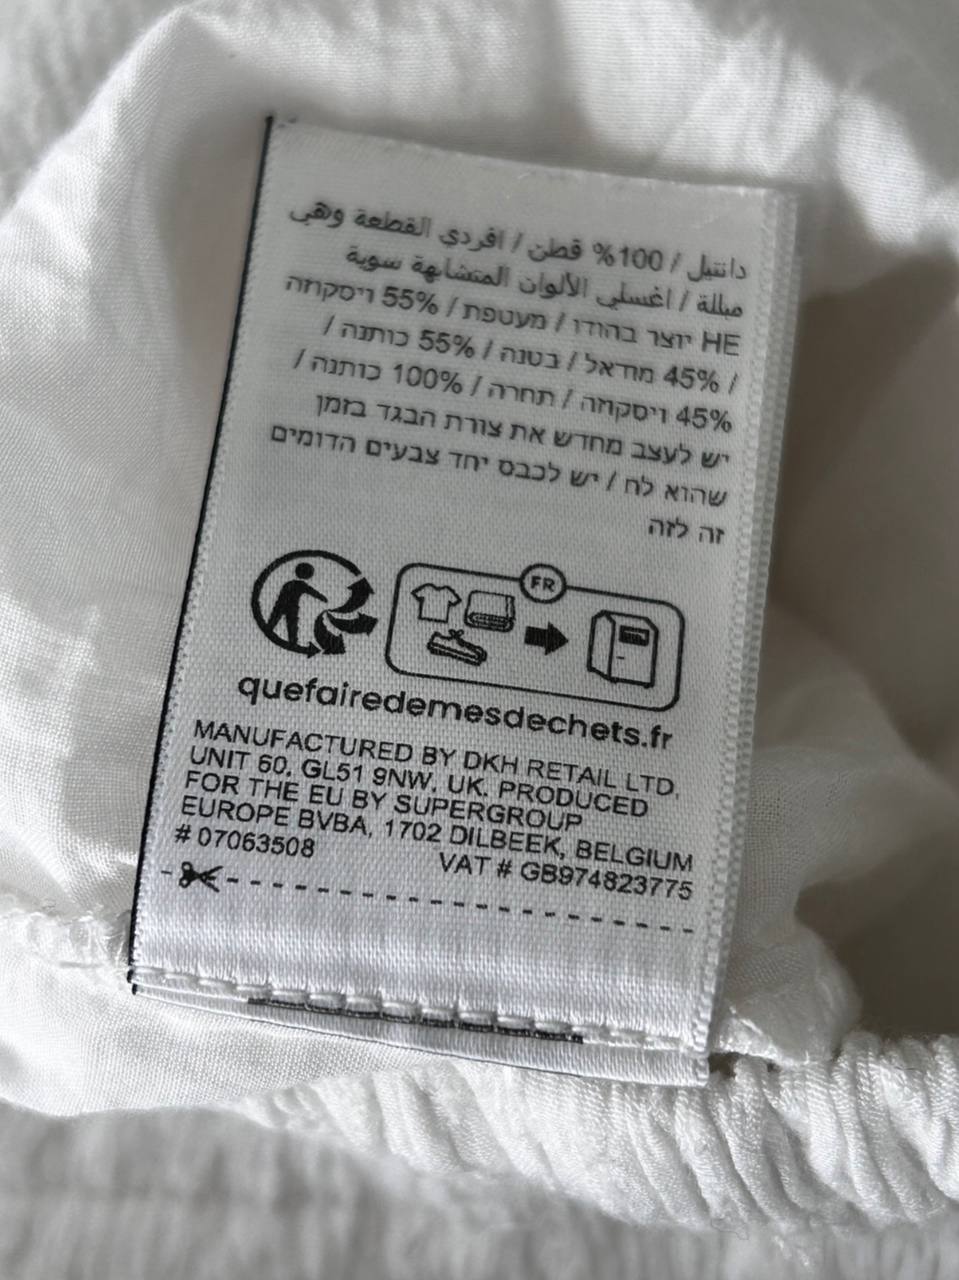 دانتيل / 100% قطن / افردي القطعة وهي
مبللة / اغسلي الألوان المتشابهة سوية
HE יוצר בהודו / מעטפת / 55% ויסקוזה
/ 45% מודאל / בטנה / 55% כותנה /
45% ויסקוזה / תחרה / 100% כותנה /
יש לעצב מחדש את צורת הבגד בזמן
שהוא לח / יש לכבס יחד צבעים הדומים
זה לזה
FR
quefairedemesdechets.fr
MANUFACTURED BY DKH RETAIL LTD,
UNIT 60, GL51 9NW, UK. PRODUCED
FOR THE EU BY SUPERGROUP
EUROPE BVBA, 1702 DILBEEK, BELGIUM
# 07063508 VAT # GB974823775